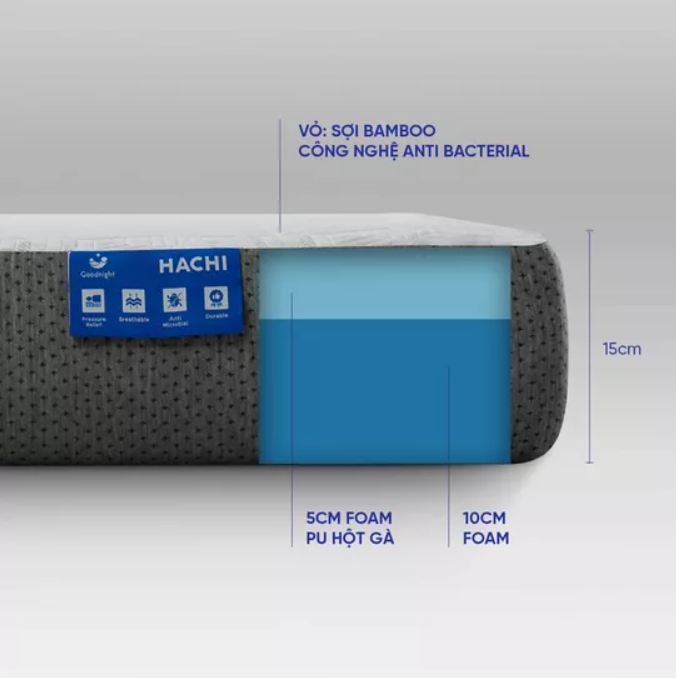 VỎ: SỢI BAMBOO
CÔNG NGHỆ ANTI BACTERIAL
Goodnight
HACHI
Pressure Relief
Breathable
Anti Microbial
Durable
15cm
5CM FOAM
PU HỘT GÀ
10CM
FOAM